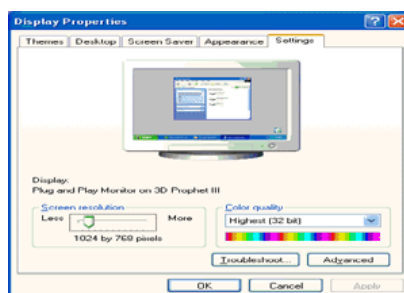 Display Properties
Themes Desktop Screen Saver Appearance Settings
Display:
Plug and Play Monitor on 3D Prophet III
Screen resolution
Less More
1024 by 768 pixels
Color quality
Highest (32 bit)
Troubleshoot... Advanced
OK Cancel Apply